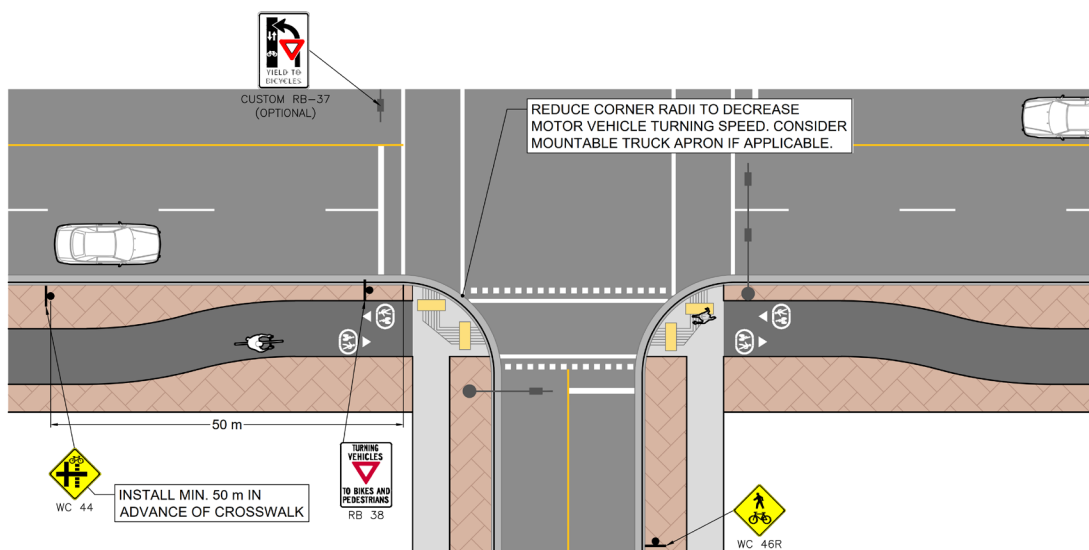 YIELD TO
BICYCLES
CUSTOM RB-37
(OPTIONAL)
REDUCE CORNER RADII TO DECREASE
MOTOR VEHICLE TURNING SPEED. CONSIDER
MOUNTABLE TRUCK APRON IF APPLICABLE.
50 m
WC 44
INSTALL MIN. 50 m IN
ADVANCE OF CROSSWALK
TURNING
VEHICLES
TO BIKES AND
PEDESTRIANS
RB 38
WC 46R